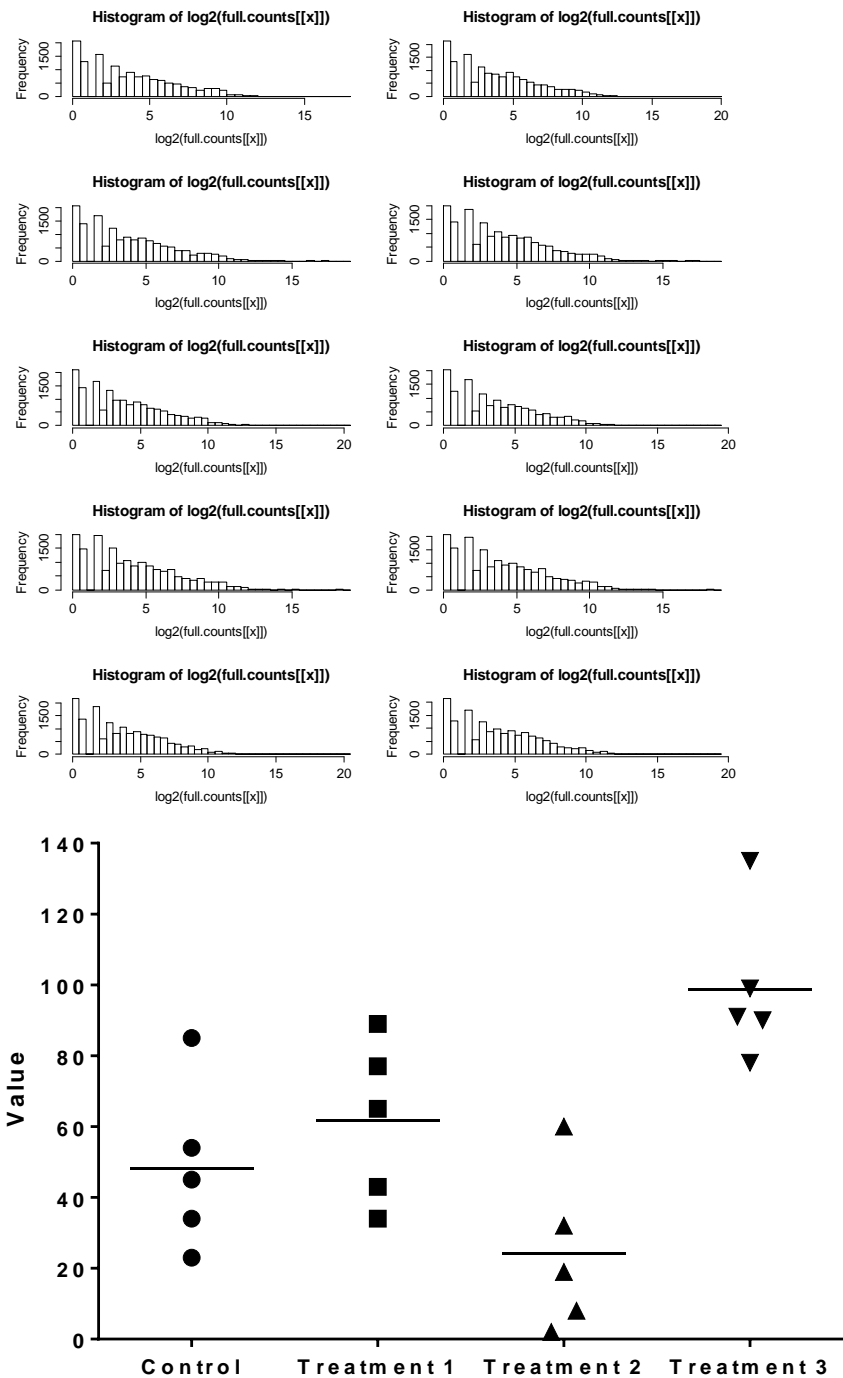 Histogram of log2(full.counts[[x]])
Frequency
0 1500
0 5 10 15
log2(full.counts[[x]])
Histogram of log2(full.counts[[x]])
Frequency
0 1500
0 5 10 15 20
log2(full.counts[[x]])
Histogram of log2(full.counts[[x]])
Frequency
0 1500
0 5 10 15
log2(full.counts[[x]])
Histogram of log2(full.counts[[x]])
Frequency
0 1500
0 5 10 15
log2(full.counts[[x]])
Histogram of log2(full.counts[[x]])
Frequency
0 1500
0 5 10 15 20
log2(full.counts[[x]])
Histogram of log2(full.counts[[x]])
Frequency
0 1500
0 5 10 15 20
log2(full.counts[[x]])
Histogram of log2(full.counts[[x]])
Frequency
0 1500
0 5 10 15
log2(full.counts[[x]])
Histogram of log2(full.counts[[x]])
Frequency
0 1500
0 5 10 15
log2(full.counts[[x]])
Histogram of log2(full.counts[[x]])
Frequency
0 1500
0 5 10 15 20
log2(full.counts[[x]])
Histogram of log2(full.counts[[x]])
Frequency
0 1500
0 5 10 15 20
log2(full.counts[[x]])
Value
140
120
100
80
60
40
20
0
Control Treatment 1 Treatment 2 Treatment 3